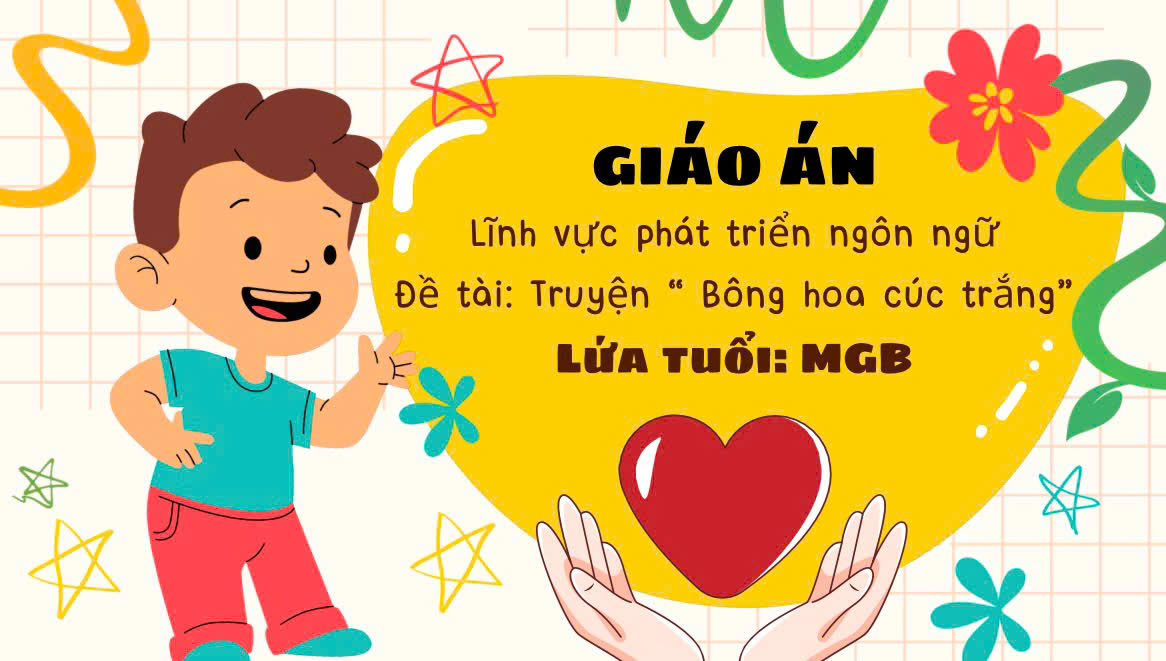 GIÁO ÁN
Lĩnh vực phát triển ngôn ngữ
Đề tài: Truyện “ Bông hoa cúc trắng”
Lứa tuổi: MGB